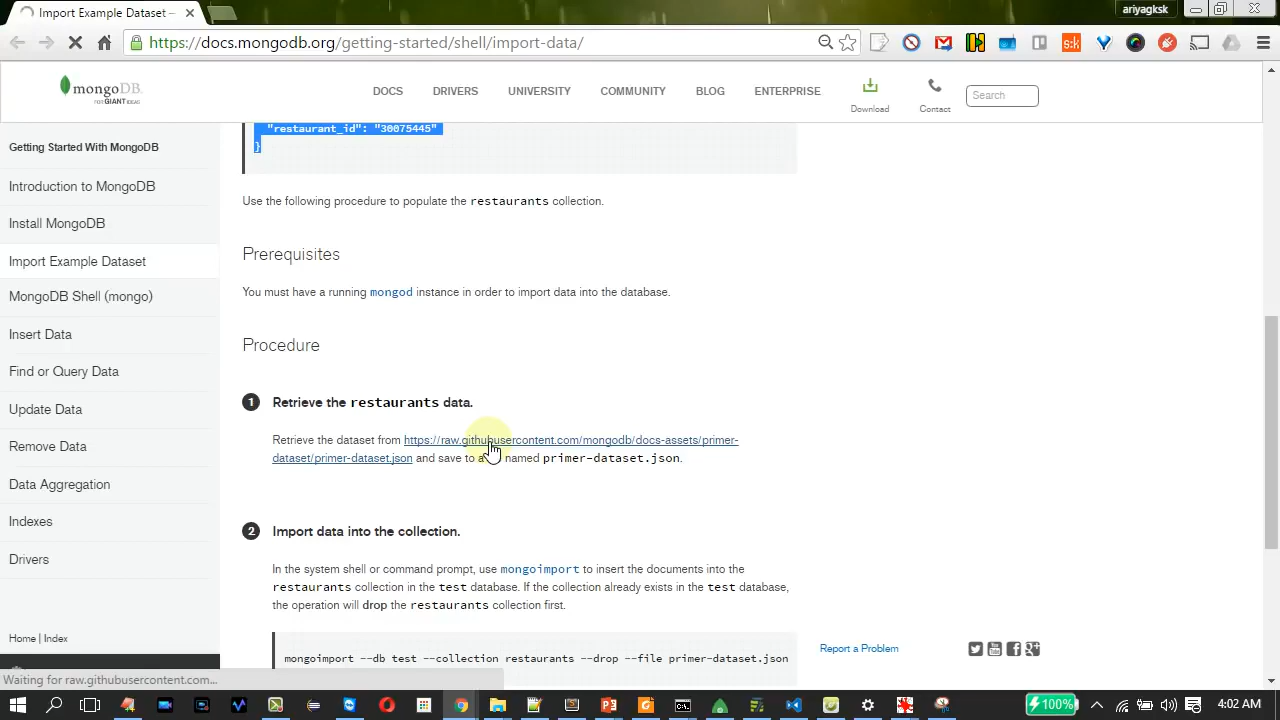 Import Example Dataset –
ariyagksk
https://docs.mongodb.org/getting-started/shell/import-data/
mongoDB
FOR GIANT IDEAS
DOCS
DRIVERS
UNIVERSITY
COMMUNITY
BLOG
ENTERPRISE
Download
Contact
Search
Getting Started With MongoDB
Introduction to MongoDB
Install MongoDB
Import Example Dataset
MongoDB Shell (mongo)
Insert Data
Find or Query Data
Update Data
Remove Data
Data Aggregation
Indexes
Drivers
Home | Index
"restaurant_id": "30075445"
}
Use the following procedure to populate the restaurants collection.
Prerequisites
You must have a running mongod instance in order to import data into the database.
Procedure
1 Retrieve the restaurants data.
Retrieve the dataset from https://raw.githubusercontent.com/mongodb/docs-assets/primer-
dataset/primer-dataset.json and save to a named primer-dataset.json.
2 Import data into the collection.
In the system shell or command prompt, use mongoimport to insert the documents into the
restaurants collection in the test database. If the collection already exists in the test database,
the operation will drop the restaurants collection first.
mongoimport --db test --collection restaurants --drop --file primer-dataset.json
Report a Problem
Waiting for raw.githubusercontent.com...
100%
4:02 AM